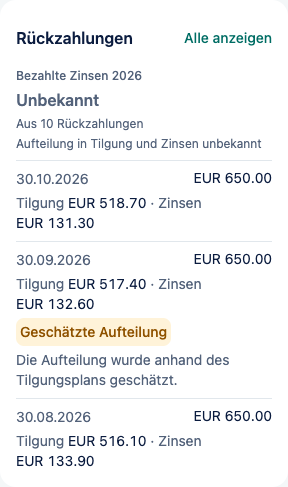 Rückzahlungen Alle anzeigen
Bezahlte Zinsen 2026
Unbekannt
Aus 10 Rückzahlungen
Aufteilung in Tilgung und Zinsen unbekannt
30.10.2026 EUR 650.00
Tilgung EUR 518.70 · Zinsen
EUR 131.30
30.09.2026 EUR 650.00
Tilgung EUR 517.40 · Zinsen
EUR 132.60
Geschätzte Aufteilung
Die Aufteilung wurde anhand des
Tilgungsplans geschätzt.
30.08.2026 EUR 650.00
Tilgung EUR 516.10 · Zinsen
EUR 133.90